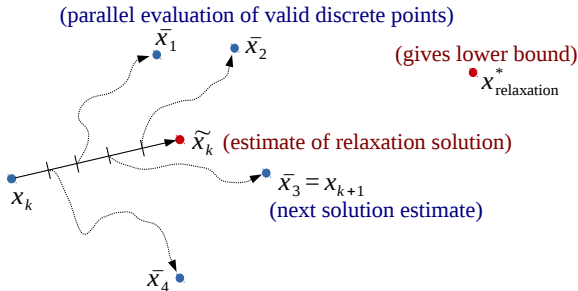 (parallel evaluation of valid discrete points)
x̄₁
x̄₂
(gives lower bound)
x*relaxation
x̃ₖ (estimate of relaxation solution)
xₖ
x̄₃ = xₖ₊₁
(next solution estimate)
x̄₄